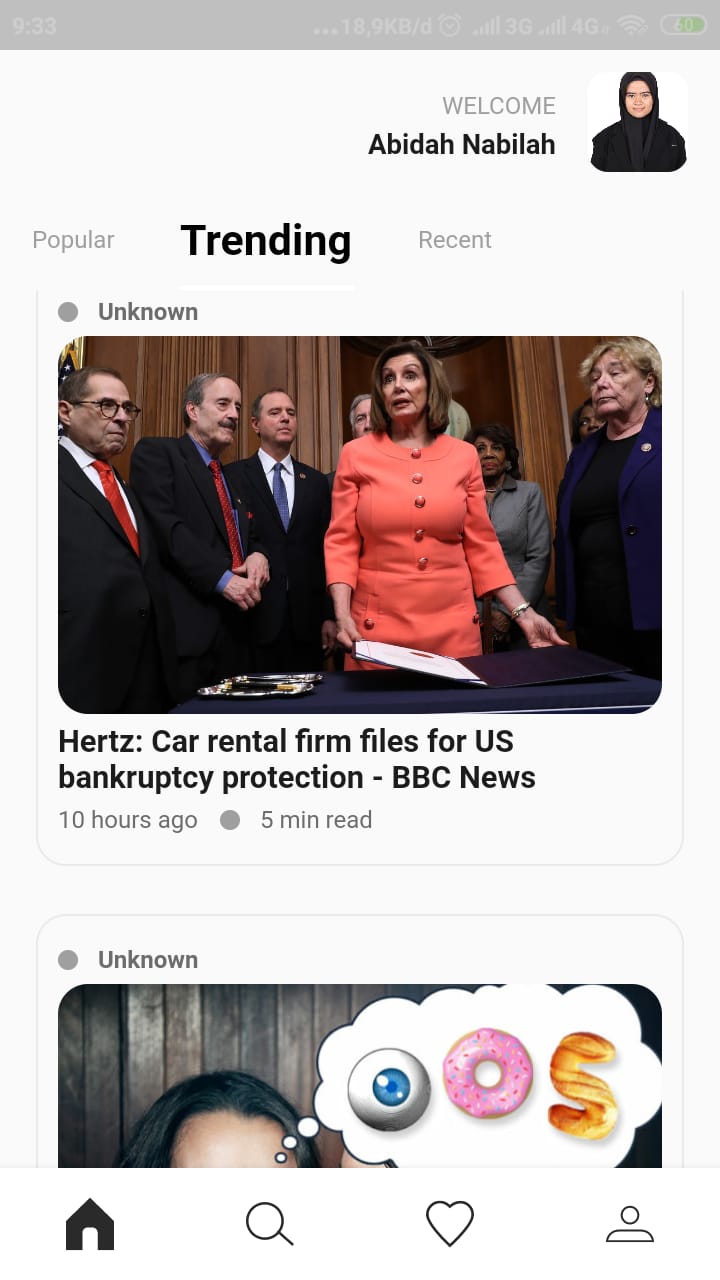 9:33
...18,9KB/d 3G 4G 60
WELCOME
Abidah Nabilah
Popular Trending Recent
Unknown
Hertz: Car rental firm files for US
bankruptcy protection - BBC News
10 hours ago 5 min read
Unknown